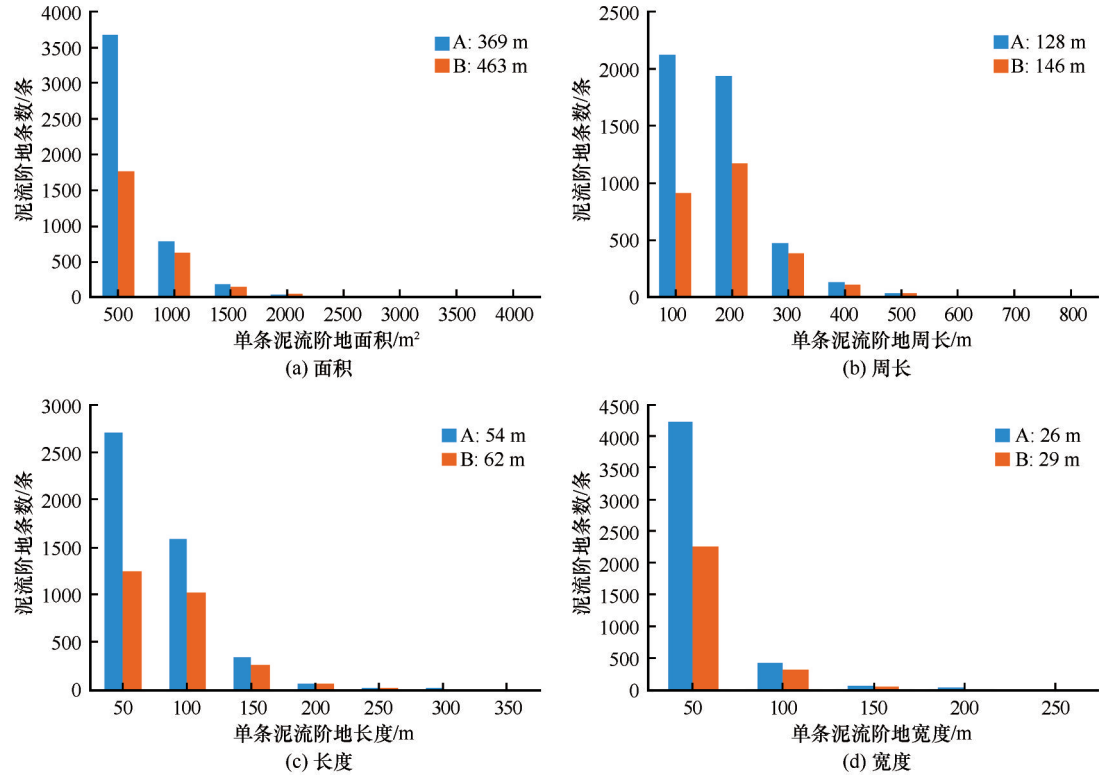 4000
3500
3000
2500
2000
1500
1000
500
0
泥流阶地条数/条
A: 369 m
B: 463 m
500 1000 1500 2000 2500 3000 3500 4000
单条泥流阶地面积/m²
(a) 面积
2500
2000
1500
1000
500
0
泥流阶地条数/条
A: 128 m
B: 146 m
100 200 300 400 500 600 700 800
单条泥流阶地周长/m
(b) 周长
3000
2500
2000
1500
1000
500
0
泥流阶地条数/条
A: 54 m
B: 62 m
50 100 150 200 250 300 350
单条泥流阶地长度/m
(c) 长度
4500
4000
3500
3000
2500
2000
1500
1000
500
0
泥流阶地条数/条
A: 26 m
B: 29 m
50 100 150 200 250
单条泥流阶地宽度/m
(d) 宽度